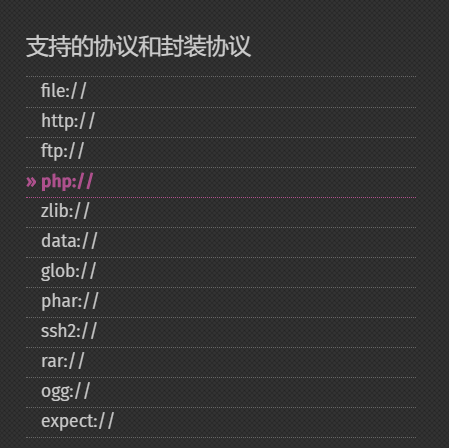 支持的协议和封装协议
file://
http://
ftp://
» php://
zlib://
data://
glob://
phar://
ssh2://
rar://
ogg://
expect://